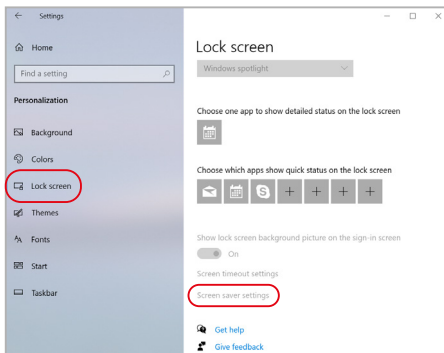 Settings
Home
Find a setting
Personalization
Background
Colors
Lock screen
Themes
Fonts
Start
Taskbar
Lock screen
Windows spotlight
Choose one app to show detailed status on the lock screen
Choose which apps show quick status on the lock screen
Show lock screen background picture on the sign-in screen
On
Screen timeout settings
Screen saver settings
Get help
Give feedback